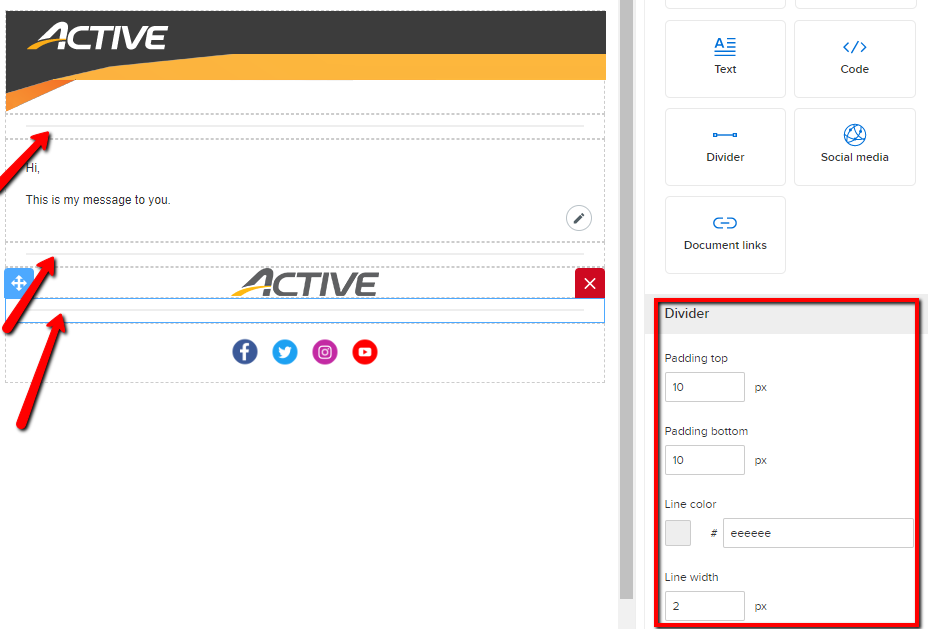 ACTIVE
Hi,
This is my message to you.
ACTIVE
Text
Code
Divider
Social media
Document links
Divider
Padding top
10 px
Padding bottom
10 px
Line color
# eeeeee
Line width
2 px